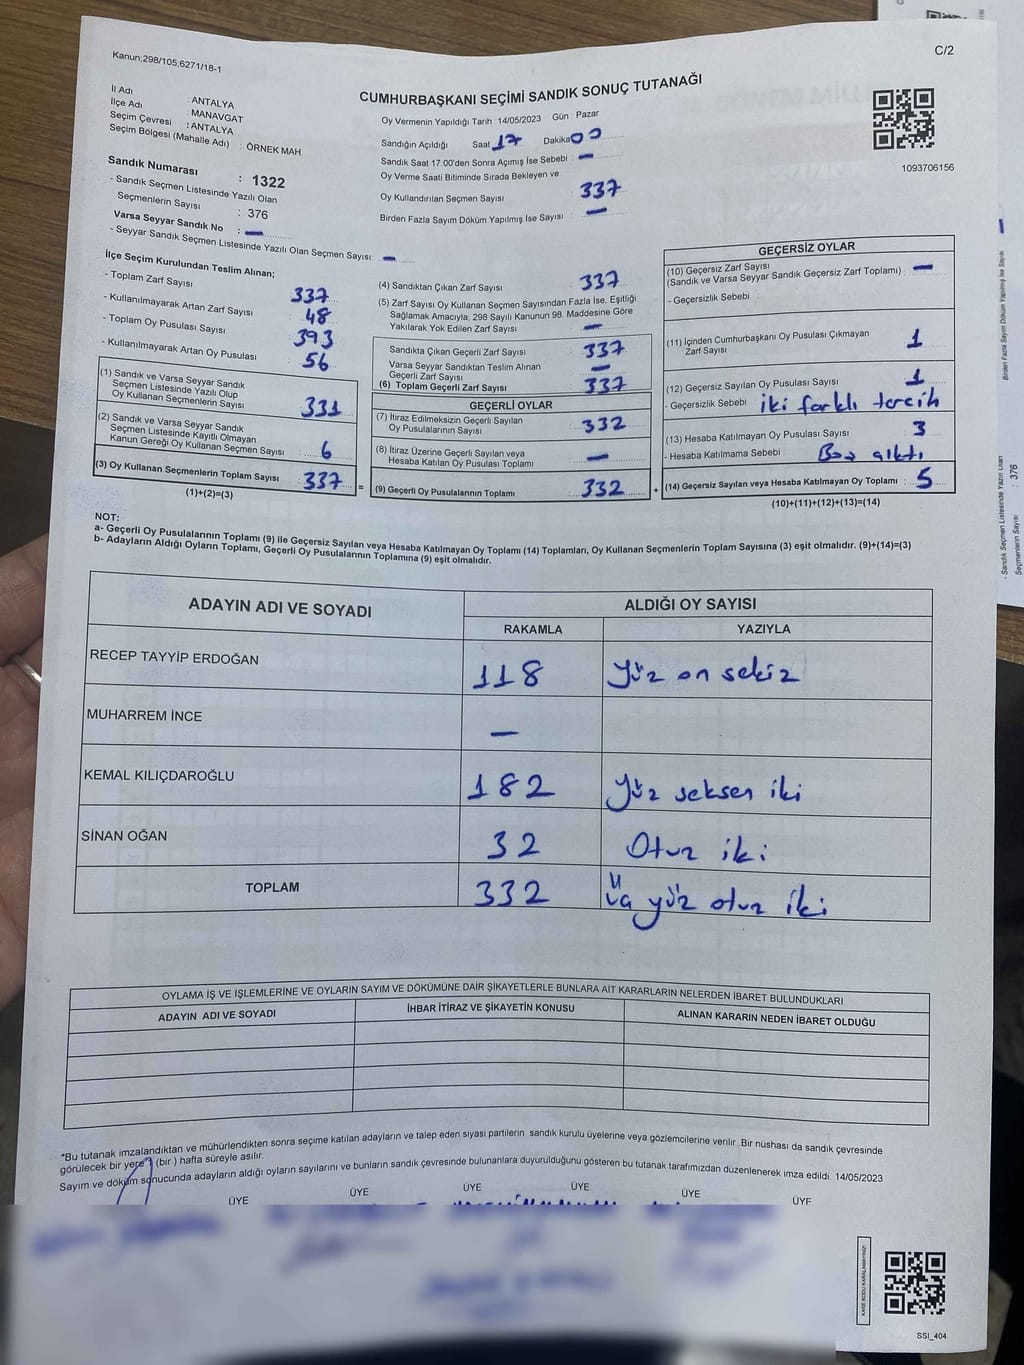 Kanun;298/105,6271/18-1
C/2
CUMHURBAŞKANI SEÇİMİ SANDIK SONUÇ TUTANAĞI
İl Adı : ANTALYA
İlçe Adı : MANAVGAT
Seçim Çevresi : ANTALYA
Seçim Bölgesi (Mahalle Adı) : ÖRNEK MAH.
Oy Vermenin Yapıldığı Tarih :14/05/2023 Gün : Pazar
Sandığın Açıldığı Saat 17 Dakika 00
Sandık Saat 17:00'den Sonra Açımış İse Sebebi : —
Oy Verme Saati Bitiminde Sırada Bekleyen ve
Oy Kullandırılan Seçmen Sayısı 337
Birden Fazla Sayım Döküm Yapılmış İse Sayısı : —
1093706156
Sandık Numarası : 1322
- Sandık Seçmen Listesinde Yazılı Olan
Seçmenlerin Sayısı : 376
Varsa Seyyar Sandık No : —
- Seyyar Sandık Seçmen Listesinde Yazılı Olan Seçmen Sayısı: —
İlçe Seçim Kurulundan Teslim Alınan;
- Toplam Zarf Sayısı 337
- Kullanılmayarak Artan Zarf Sayısı 48
- Toplam Oy Pusulası Sayısı 393
- Kullanılmayarak Artan Oy Pusulası 56
(1) Sandık ve Varsa Seyyar Sandık
Seçmen Listesinde Yazılı Olup
Oy Kullanan Seçmenlerin Sayısı 331
(2) Sandık ve Varsa Seyyar Sandık
Seçmen Listesinde Kayıtlı Olmayan
Kanun Gereği Oy Kullanan Seçmen Sayısı 6
(3) Oy Kullanan Seçmenlerin Toplam Sayısı 337 =
(1)+(2)=(3)
(4) Sandıktan Çıkan Zarf Sayısı 337
(5) Zarf Sayısı Oy Kullanan Seçmen Sayısından Fazla İse, Eşitliği
Sağlamak Amacıyla; 298 Sayılı Kanunun 98. Maddesine Göre
Yakılarak Yok Edilen Zarf Sayısı —
Sandıkta Çıkan Geçerli Zarf Sayısı 337
Varsa Seyyar Sandıktan Teslim Alınan
Geçerli Zarf Sayısı —
(6) Toplam Geçerli Zarf Sayısı 337
GEÇERLİ OYLAR
(7) İtiraz Edilmeksizin Geçerli Sayılan
Oy Pusulalarının Sayısı 332
(8) İtiraz Üzerine Geçerli Sayılan veya
Hesaba Katılan Oy Pusulası Toplamı —
(9) Geçerli Oy Pusulalarının Toplamı 332 +
GEÇERSİZ OYLAR
(10) Geçersiz Zarf Sayısı
(Sandık ve Varsa Seyyar Sandık Geçersiz Zarf Toplamı) —
- Geçersizlik Sebebi :
(11) İçinden Cumhurbaşkanı Oy Pusulası Çıkmayan
Zarf Sayısı 1
(12) Geçersiz Sayılan Oy Pusulası Sayısı 1
- Geçersizlik Sebebi : iki farklı tercih
(13) Hesaba Katılmayan Oy Pusulası Sayısı 3
- Hesaba Katılmama Sebebi : Boş çıktı
(14) Geçersiz Sayılan veya Hesaba Katılmayan Oy Toplamı : 5
(10)+(11)+(12)+(13)=(14)
NOT:
a- Geçerli Oy Pusulalarının Toplamı (9) ile Geçersiz Sayılan veya Hesaba Katılmayan Oy Toplamı (14) Toplamları, Oy Kullanan Seçmenlerin Toplam Sayısına (3) eşit olmalıdır. (9)+(14)=(3)
b- Adayların Aldığı Oyların Toplamı, Geçerli Oy Pusulalarının Toplamına (9) eşit olmalıdır.
ADAYIN ADI VE SOYADI ALDIĞI OY SAYISI
RAKAMLA YAZIYLA
RECEP TAYYİP ERDOĞAN 118 Yüz on sekiz
MUHARREM İNCE —
KEMAL KILIÇDAROĞLU 182 Yüz seksen iki
SİNAN OĞAN 32 Otuz iki
TOPLAM 332 Üç yüz otuz iki
OYLAMA İŞ VE İŞLEMLERİNE VE OYLARIN SAYIM VE DÖKÜMÜNE DAİR ŞİKAYETLERLE BUNLARA AİT KARARLARIN NELERDEN İBARET BULUNDUKLARI
ADAYIN ADI VE SOYADI İHBAR İTİRAZ VE ŞİKAYETİN KONUSU ALINAN KARARIN NEDEN İBARET OLDUĞU
*Bu tutanak imzalandıktan ve mühürlendikten sonra seçime katılan adayların ve talep eden siyasi partilerin sandık kurulu üyelerine veya gözlemcilerine verilir. Bir nüshası da sandık çevresinde
görülecek bir yere (bir ) hafta süreyle asılır.
Sayım ve döküm sonucunda adayların aldığı oyların sayılarını ve bunların sandık çevresinde bulunanlara duyurulduğunu gösteren bu tutanak tarafımızdan düzenlenerek imza edildi. 14/05/2023
ÜYE ÜYE ÜYE ÜYE ÜYE ÜYE
KARE KODU KARALAMAYINIZ!
SSI_404
Birden Fazla Sayım Döküm Yapılmış İse Sayısı
- Sandık Seçmen Listesinde Yazılı Olan
Seçmenlerin Sayısı : 376